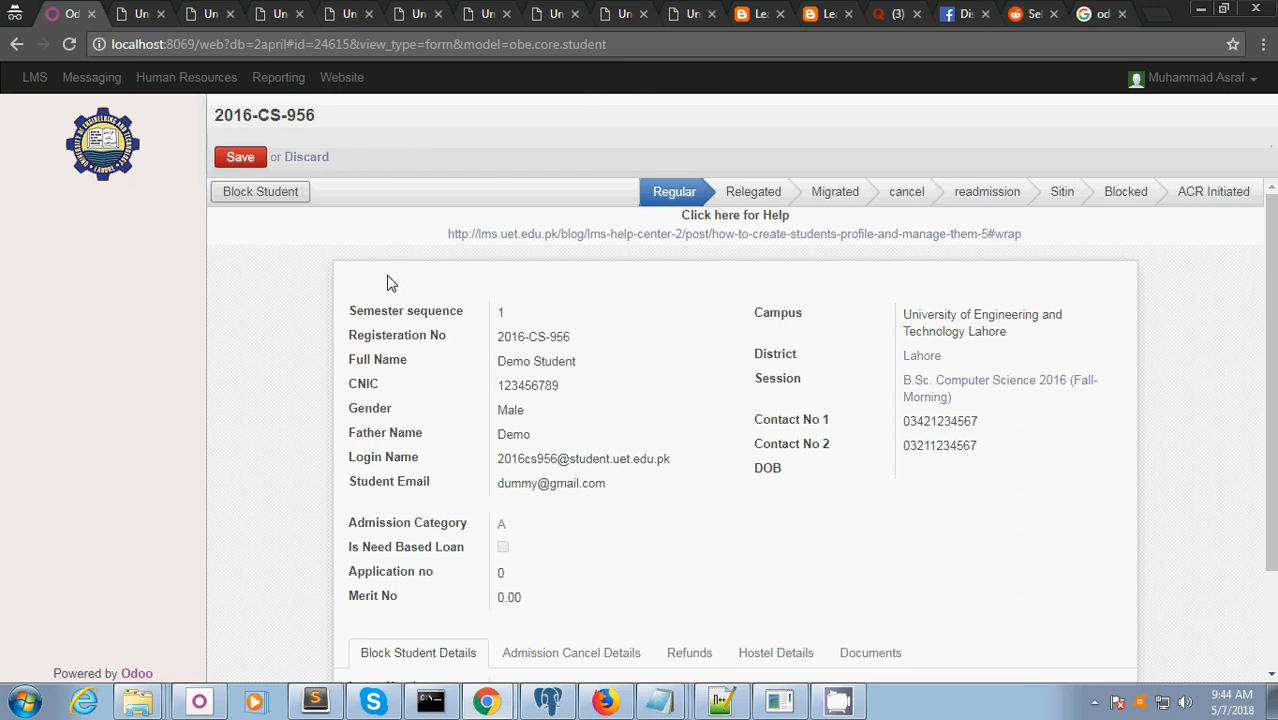 Od Un Un Un Un Un Un Un Un Un Lea Lea (3) Dis Sel od
localhost:8069/web?db=2april#id=24615&view_type=form&model=obe.core.student
LMS Messaging Human Resources Reporting Website Muhammad Asraf
2016-CS-956
Save or Discard
Block Student Regular Relegated Migrated cancel readmission Sitin Blocked ACR Initiated
Click here for Help
http://lms.uet.edu.pk/blog/lms-help-center-2/post/how-to-create-students-profile-and-manage-them-5#wrap
Semester sequence 1
Registration No 2016-CS-956
Full Name Demo Student
CNIC 123456789
Gender Male
Father Name Demo
Login Name 2016cs956@student.uet.edu.pk
Student Email dummy@gmail.com
Campus University of Engineering and
Technology Lahore
District Lahore
Session B.Sc. Computer Science 2016 (Fall-
Morning)
Contact No 1 03421234567
Contact No 2 03211234567
DOB
Admission Category A
Is Need Based Loan
Application no 0
Merit No 0.00
Block Student Details Admission Cancel Details Refunds Hostel Details Documents
Powered by Odoo
9:44 AM
5/7/2018